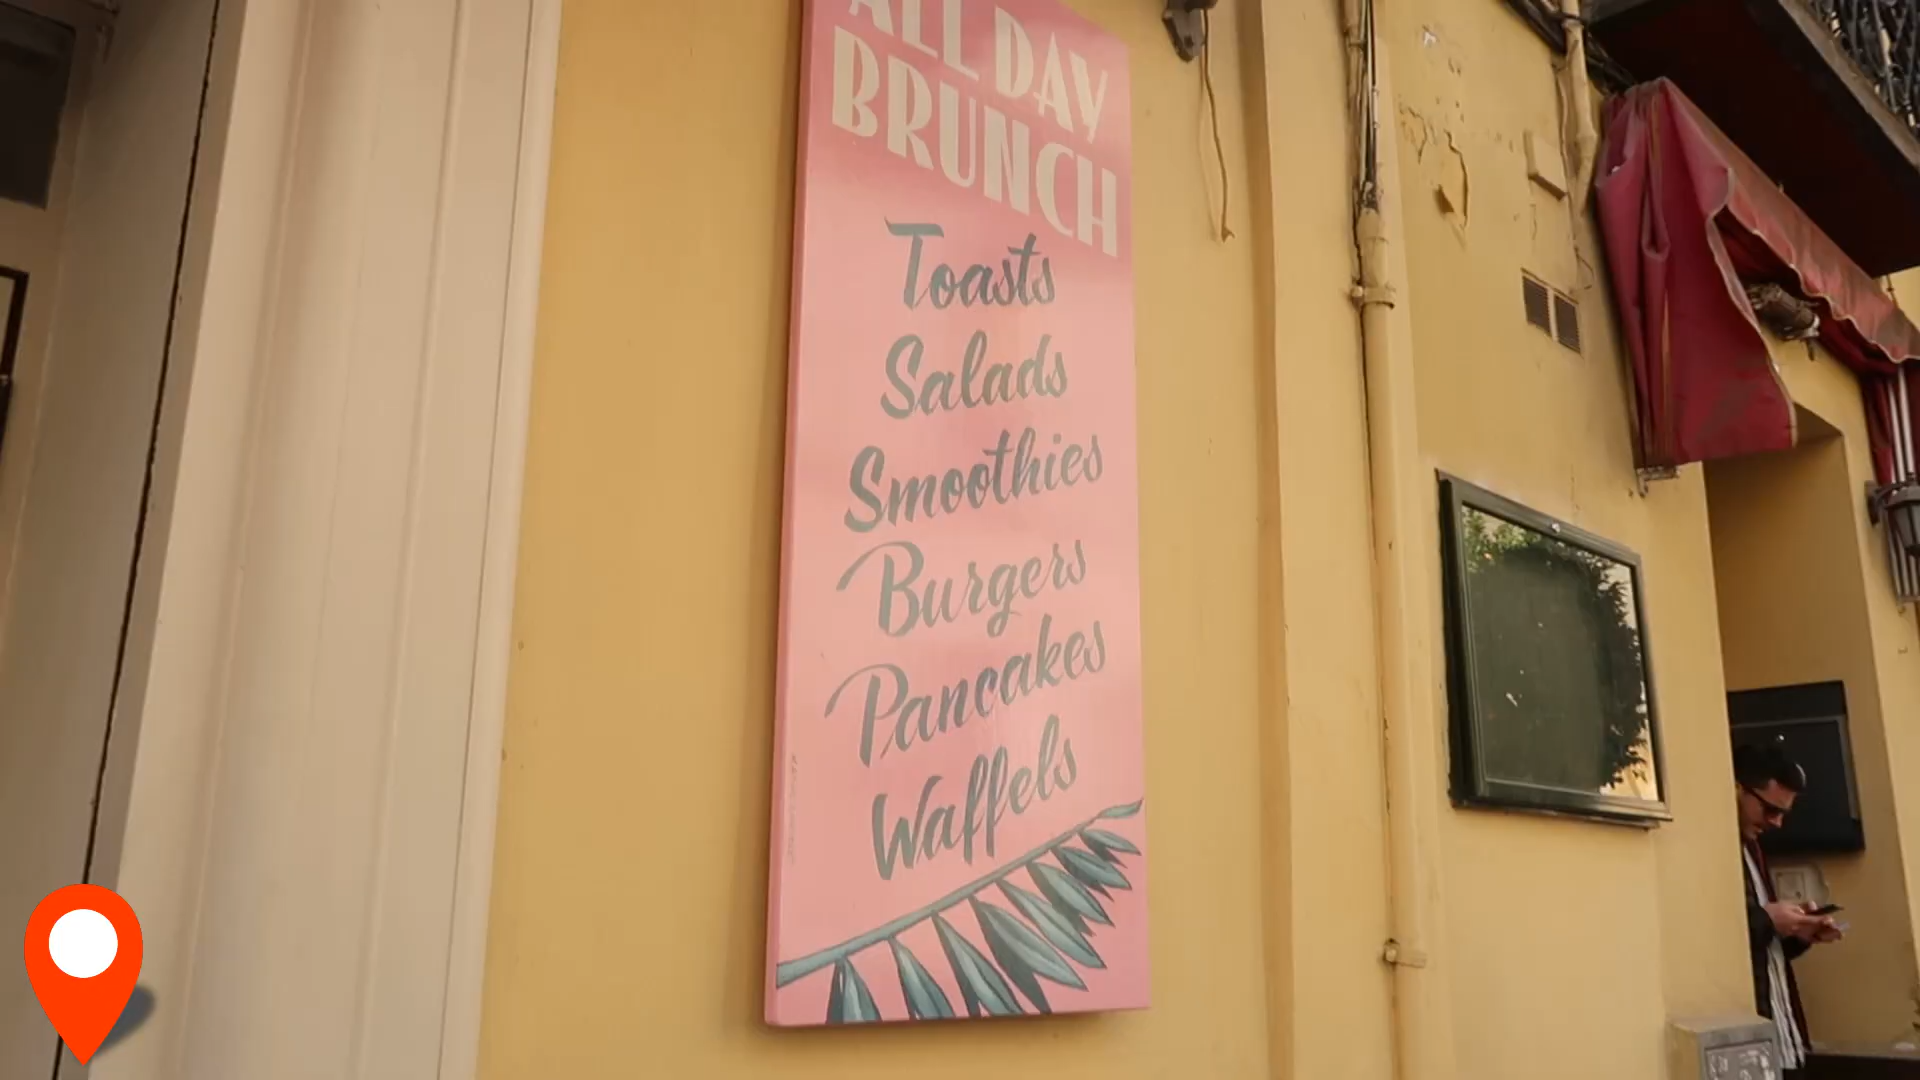 ALL DAY
BRUNCH
Toasts
Salads
Smoothies
Burgers
Pancakes
Waffels